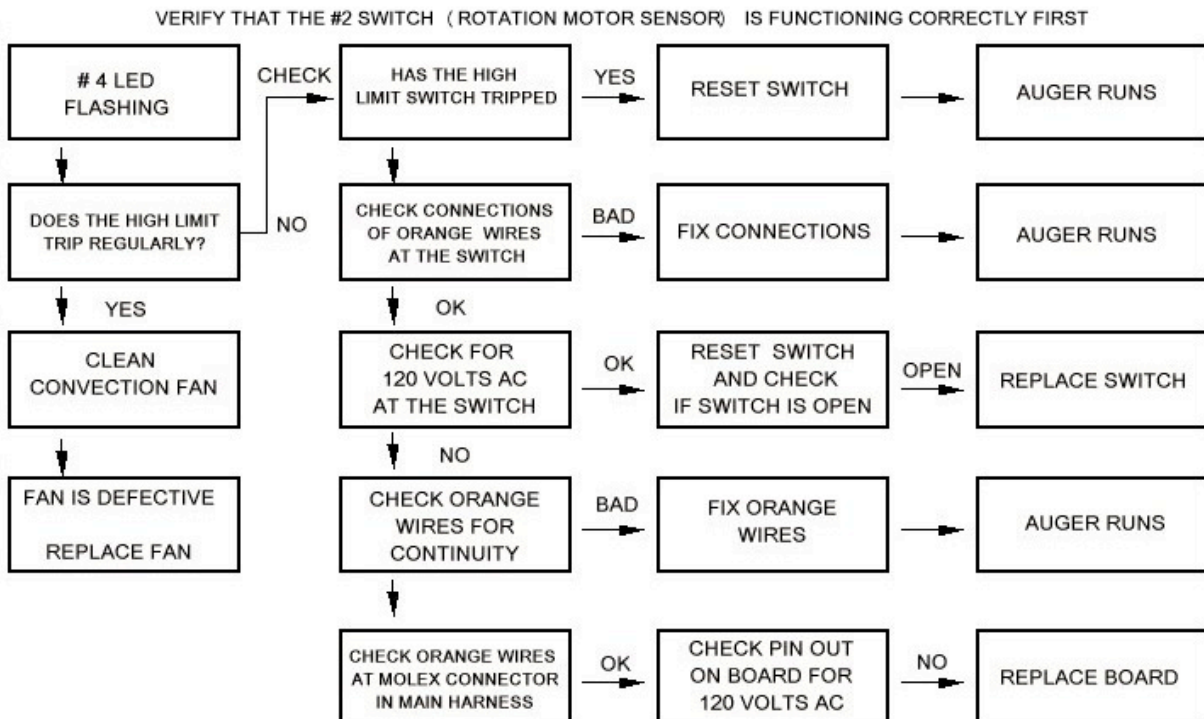 VERIFY THAT THE #2 SWITCH ( ROTATION MOTOR SENSOR) IS FUNCTIONING CORRECTLY FIRST
# 4 LED
FLASHING
CHECK
HAS THE HIGH
LIMIT SWITCH TRIPPED
YES
RESET SWITCH
AUGER RUNS
DOES THE HIGH LIMIT
TRIP REGULARLY?
NO
CHECK CONNECTIONS
OF ORANGE WIRES
AT THE SWITCH
BAD
FIX CONNECTIONS
AUGER RUNS
YES
OK
CLEAN
CONVECTION FAN
CHECK FOR
120 VOLTS AC
AT THE SWITCH
OK
RESET SWITCH
AND CHECK
IF SWITCH IS OPEN
OPEN
REPLACE SWITCH
NO
FAN IS DEFECTIVE
REPLACE FAN
CHECK ORANGE
WIRES FOR
CONTINUITY
BAD
FIX ORANGE
WIRES
AUGER RUNS
CHECK ORANGE WIRES
AT MOLEX CONNECTOR
IN MAIN HARNESS
OK
CHECK PIN OUT
ON BOARD FOR
120 VOLTS AC
NO
REPLACE BOARD